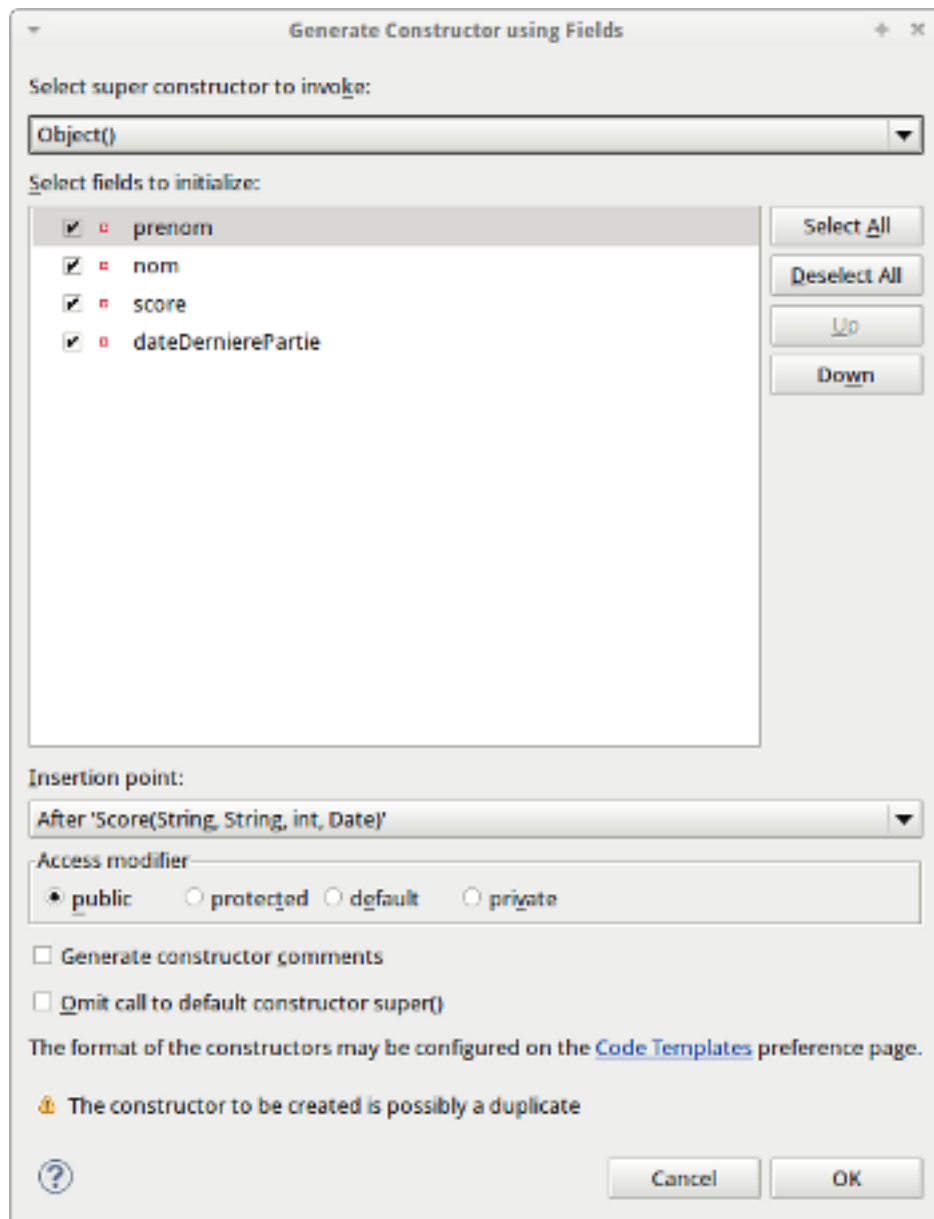 Generate Constructor using Fields
Select super constructor to invoke:
Object()
Select fields to initialize:
prenom
Select All
nom
Deselect All
score
Up
dateDernierePartie
Down
Insertion point:
After 'Score(String, String, int, Date)'
Access modifier
public protected default private
Generate constructor comments
Omit call to default constructor super()
The format of the constructors may be configured on the Code Templates preference page.
The constructor to be created is possibly a duplicate
Cancel OK